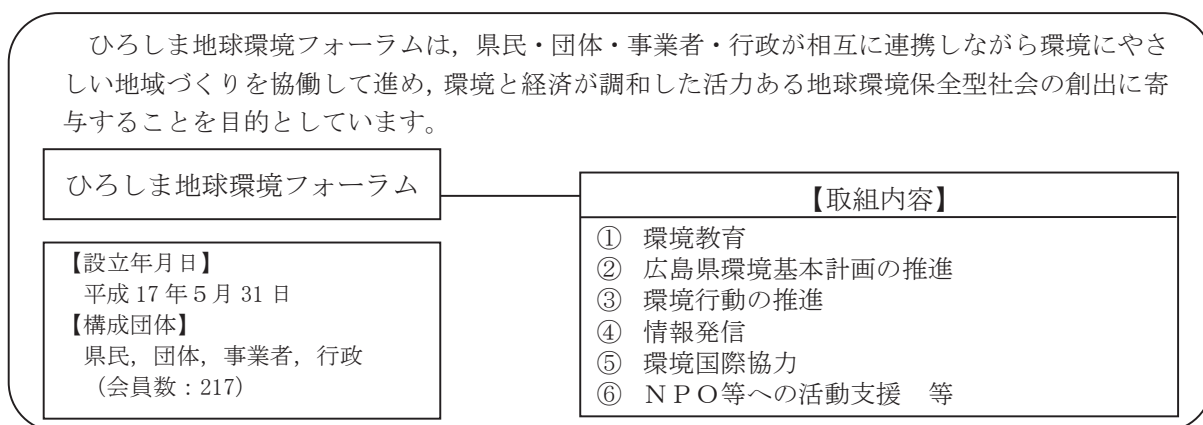 ひろしま地球環境フォーラムは，県民・団体・事業者・行政が相互に連携しながら環境にやさ
しい地域づくりを協働して進め，環境と経済が調和した活力ある地球環境保全型社会の創出に寄
与することを目的としています。
ひろしま地球環境フォーラム
【設立年月日】
平成 17 年５月 31 日
【構成団体】
県民，団体，事業者，行政
（会員数：217）
【取組内容】
① 環境教育
② 広島県環境基本計画の推進
③ 環境行動の推進
④ 情報発信
⑤ 環境国際協力
⑥ ＮＰＯ等への活動支援　等